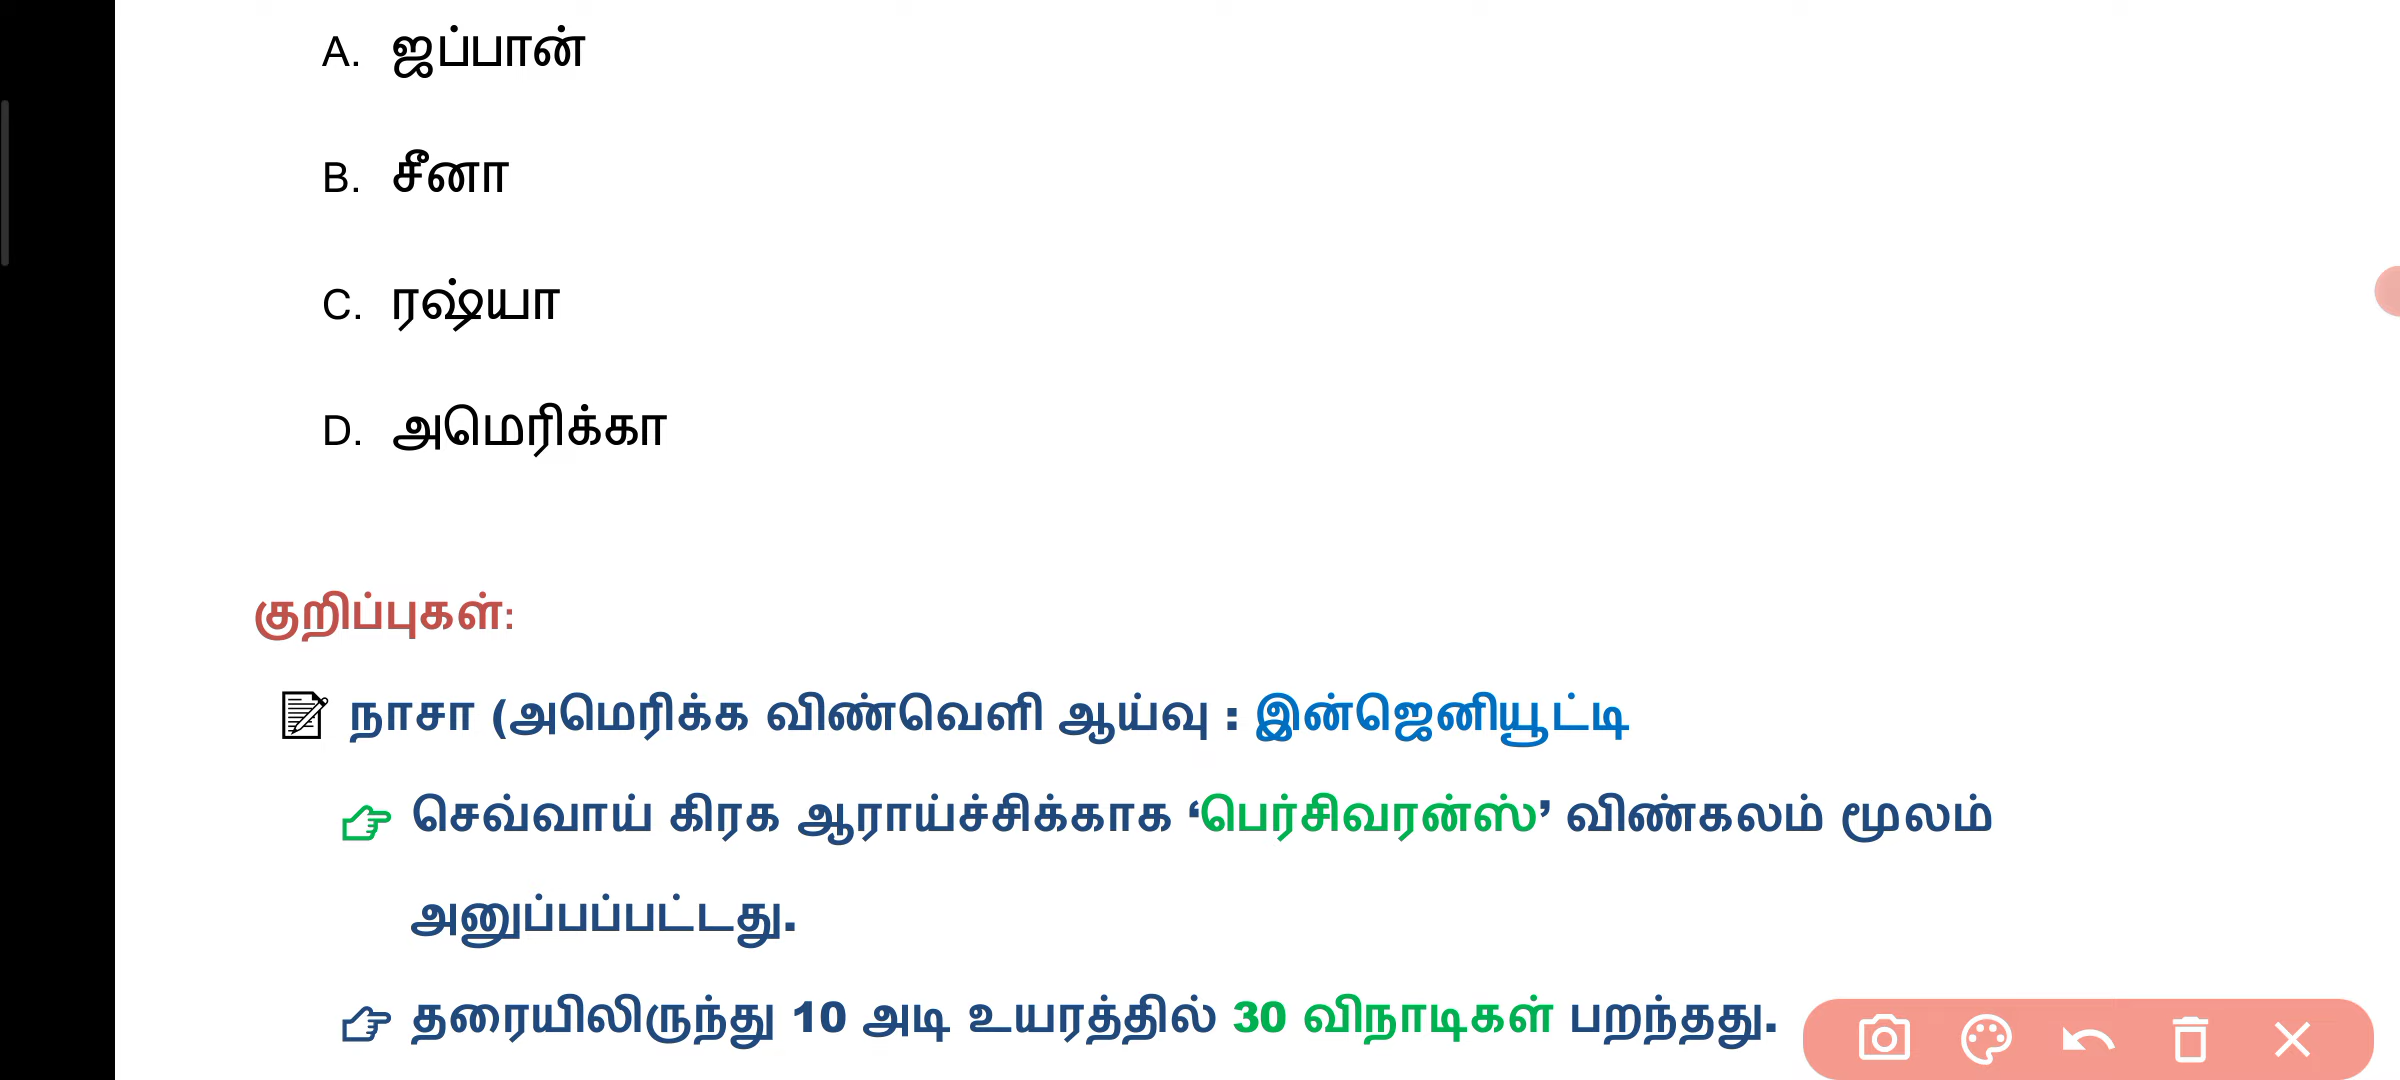 A. ஜப்பான்
B. சீனா
C. ரஷ்யா
D. அமெரிக்கா
குறிப்புகள்:
நாசா (அமெரிக்க விண்வெளி ஆய்வு : இன்ஜெனியூட்டி
செவ்வாய் கிரக ஆராய்ச்சிக்காக ‘பெர்சிவரன்ஸ்’ விண்கலம் மூலம்
அனுப்பப்பட்டது.
தரையிலிருந்து 10 அடி உயரத்தில் 30 விநாடிகள் பறந்தது.